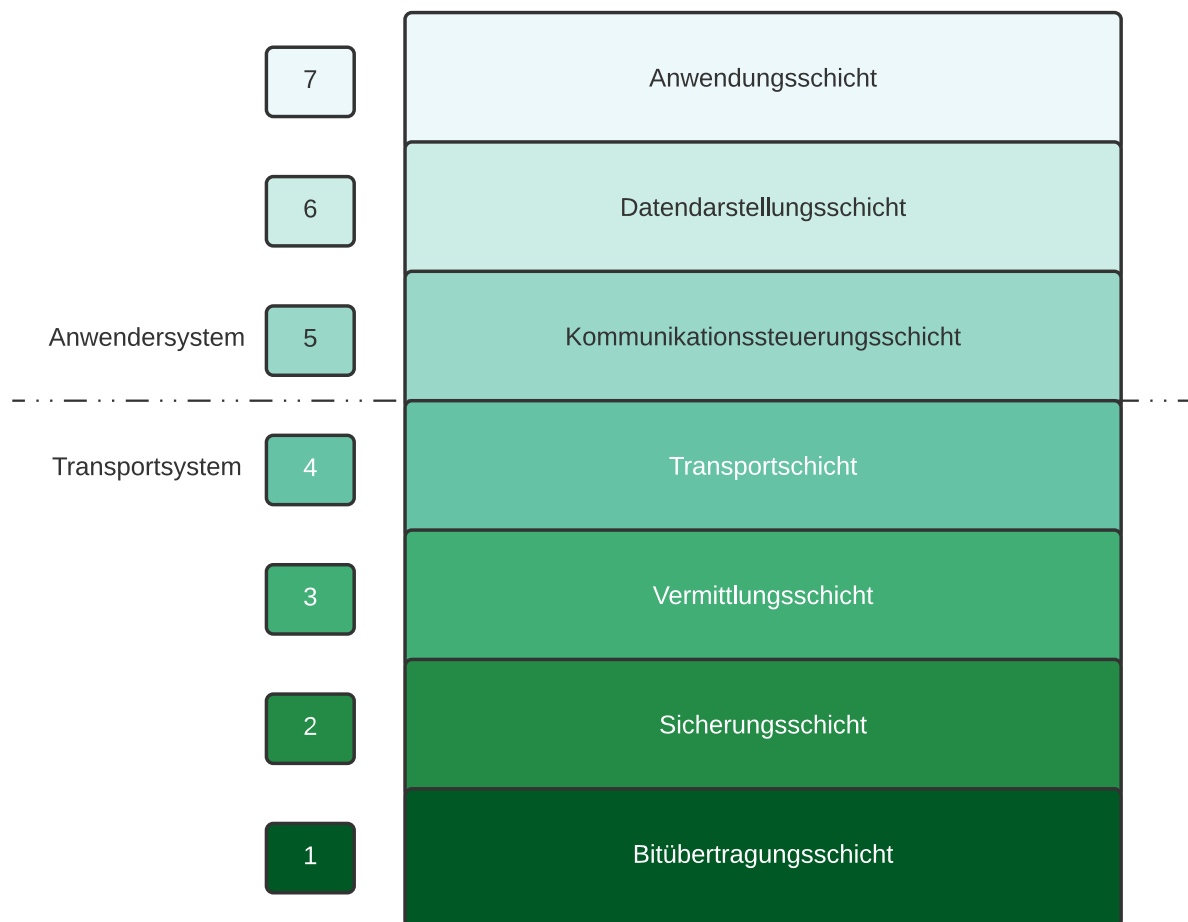 7
Anwendungsschicht
6
Datendarstellungsschicht
Anwendersystem
5
Kommunikationssteuerungsschicht
Transportsystem
4
Transportschicht
3
Vermittlungsschicht
2
Sicherungsschicht
1
Bitübertragungsschicht